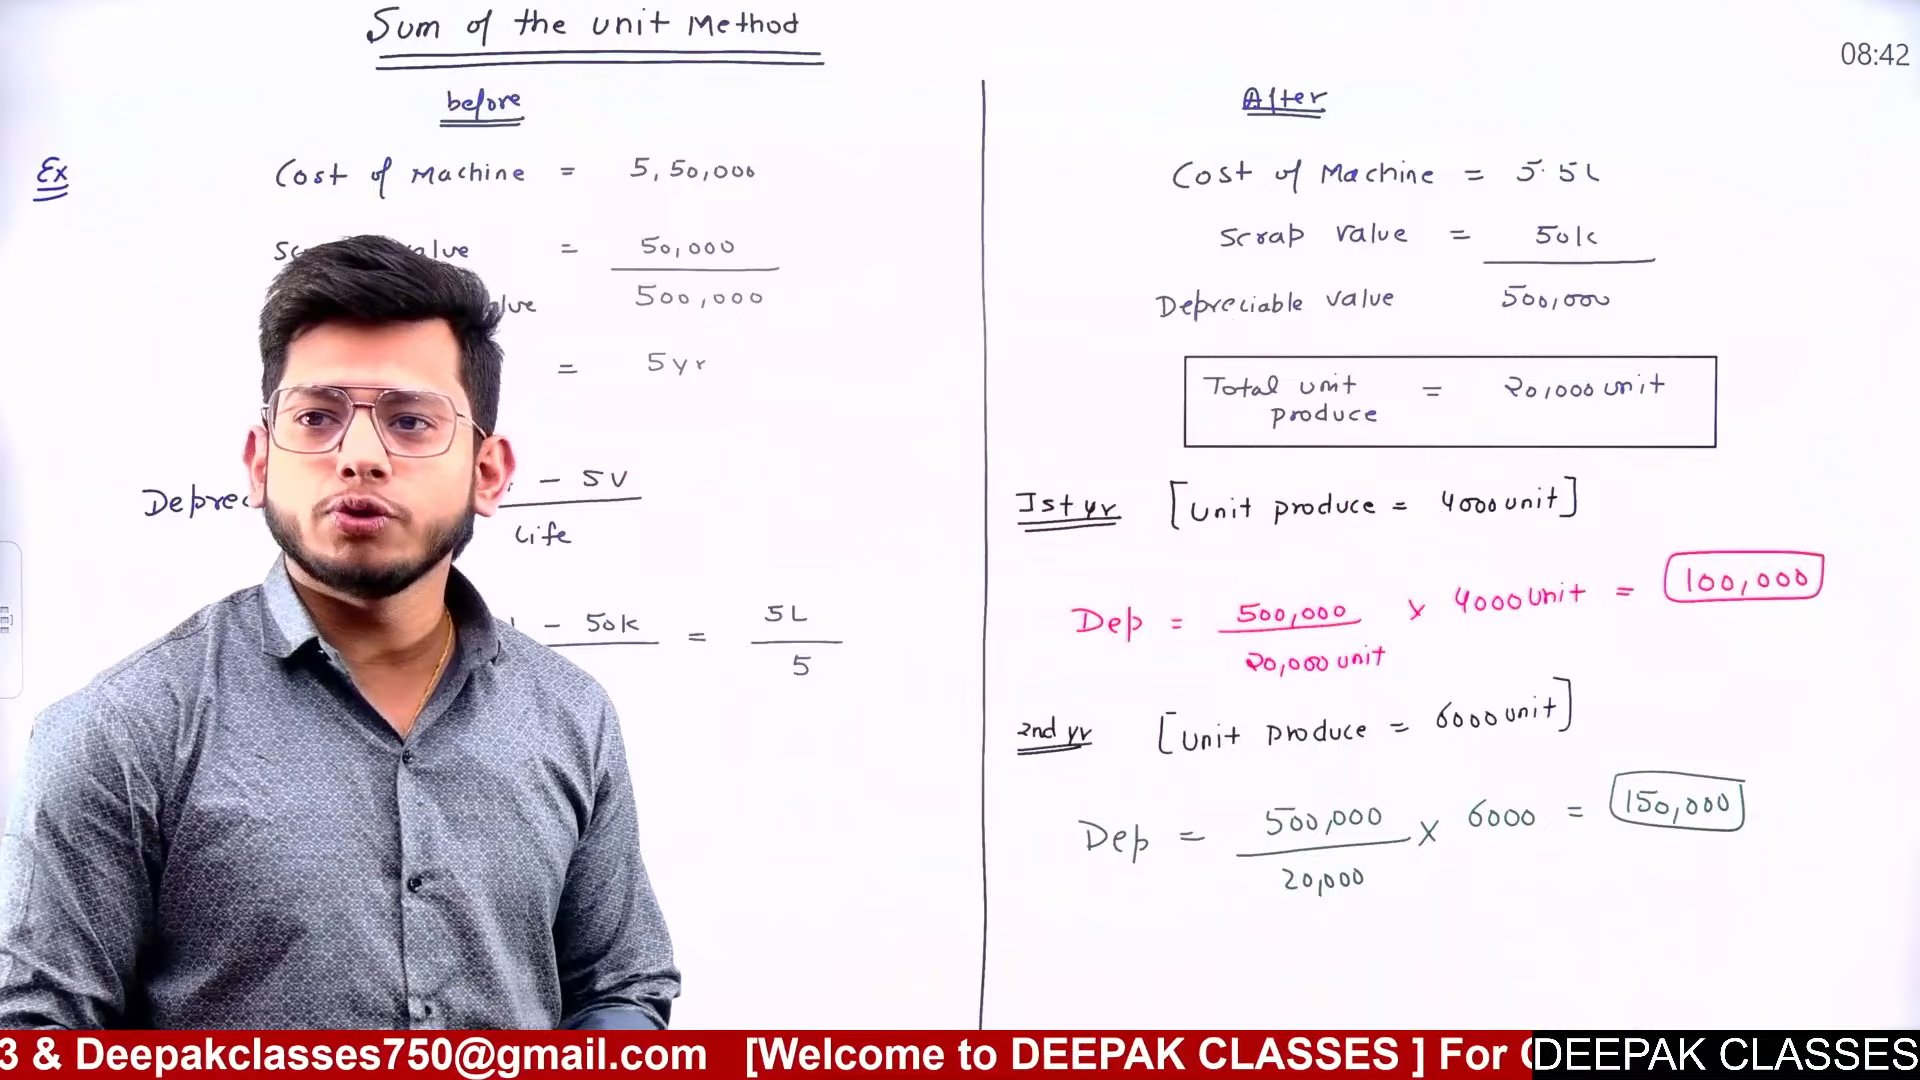 Sum of the unit Method
08:42
before
Ex
Cost of Machine = 5,50,000
alue = 50,000
lue 500,000
= 5yr
Deprec - SV
Life
- 50k = 5L
5
After
Cost of Machine = 5.5L
Scrap value = 50k
Depreciable value 500,000
Total unit = 20,000 unit
produce
Ist yr [unit produce = 4000 unit]
Dep = 500,000 × 4000 unit = 100,000
20,000 unit
2nd yr [unit produce = 6000 unit]
Dep = 500,000 × 6000 = 150,000
20,000
3 & Deepakclasses750@gmail.com [Welcome to DEEPAK CLASSES ] For
DEEPAK CLASSES